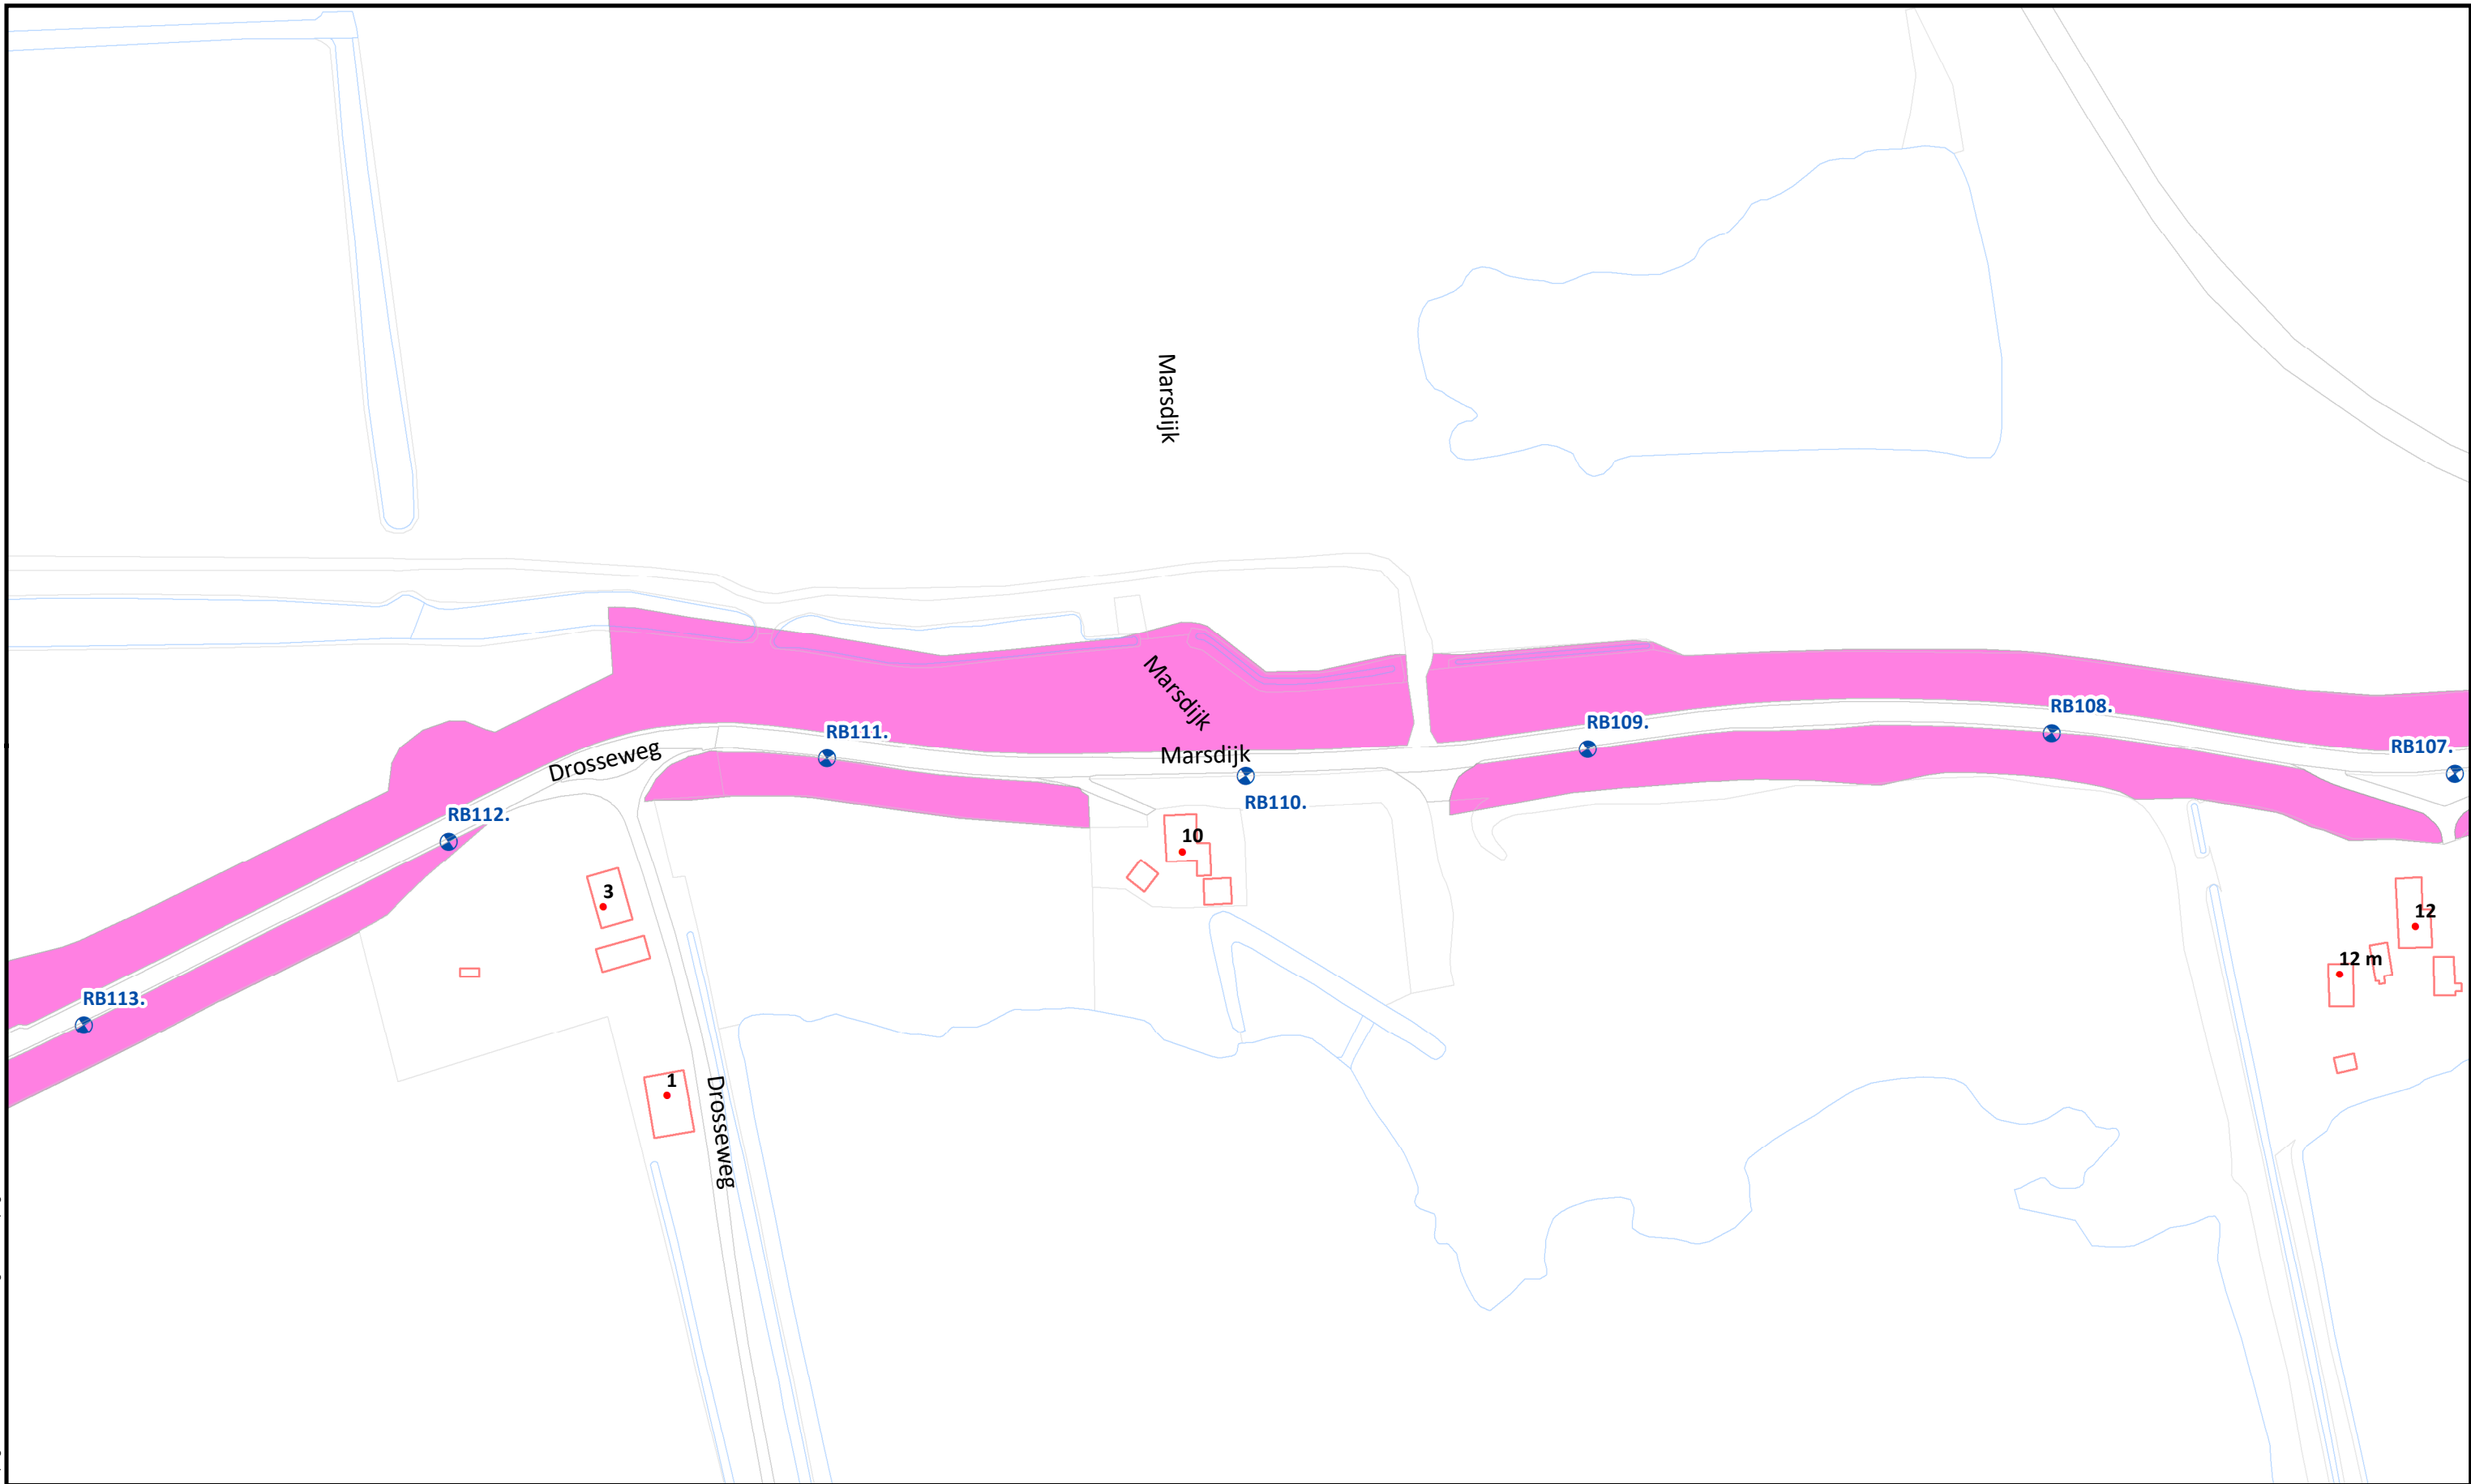 Marsdijk
Marsdijk
RB108.
RB109.
RB111.
RB107.
Marsdijk
Drosseweg
RB110.
RB112.
10
3
12
12 m
RB113.
1
Drosseweg